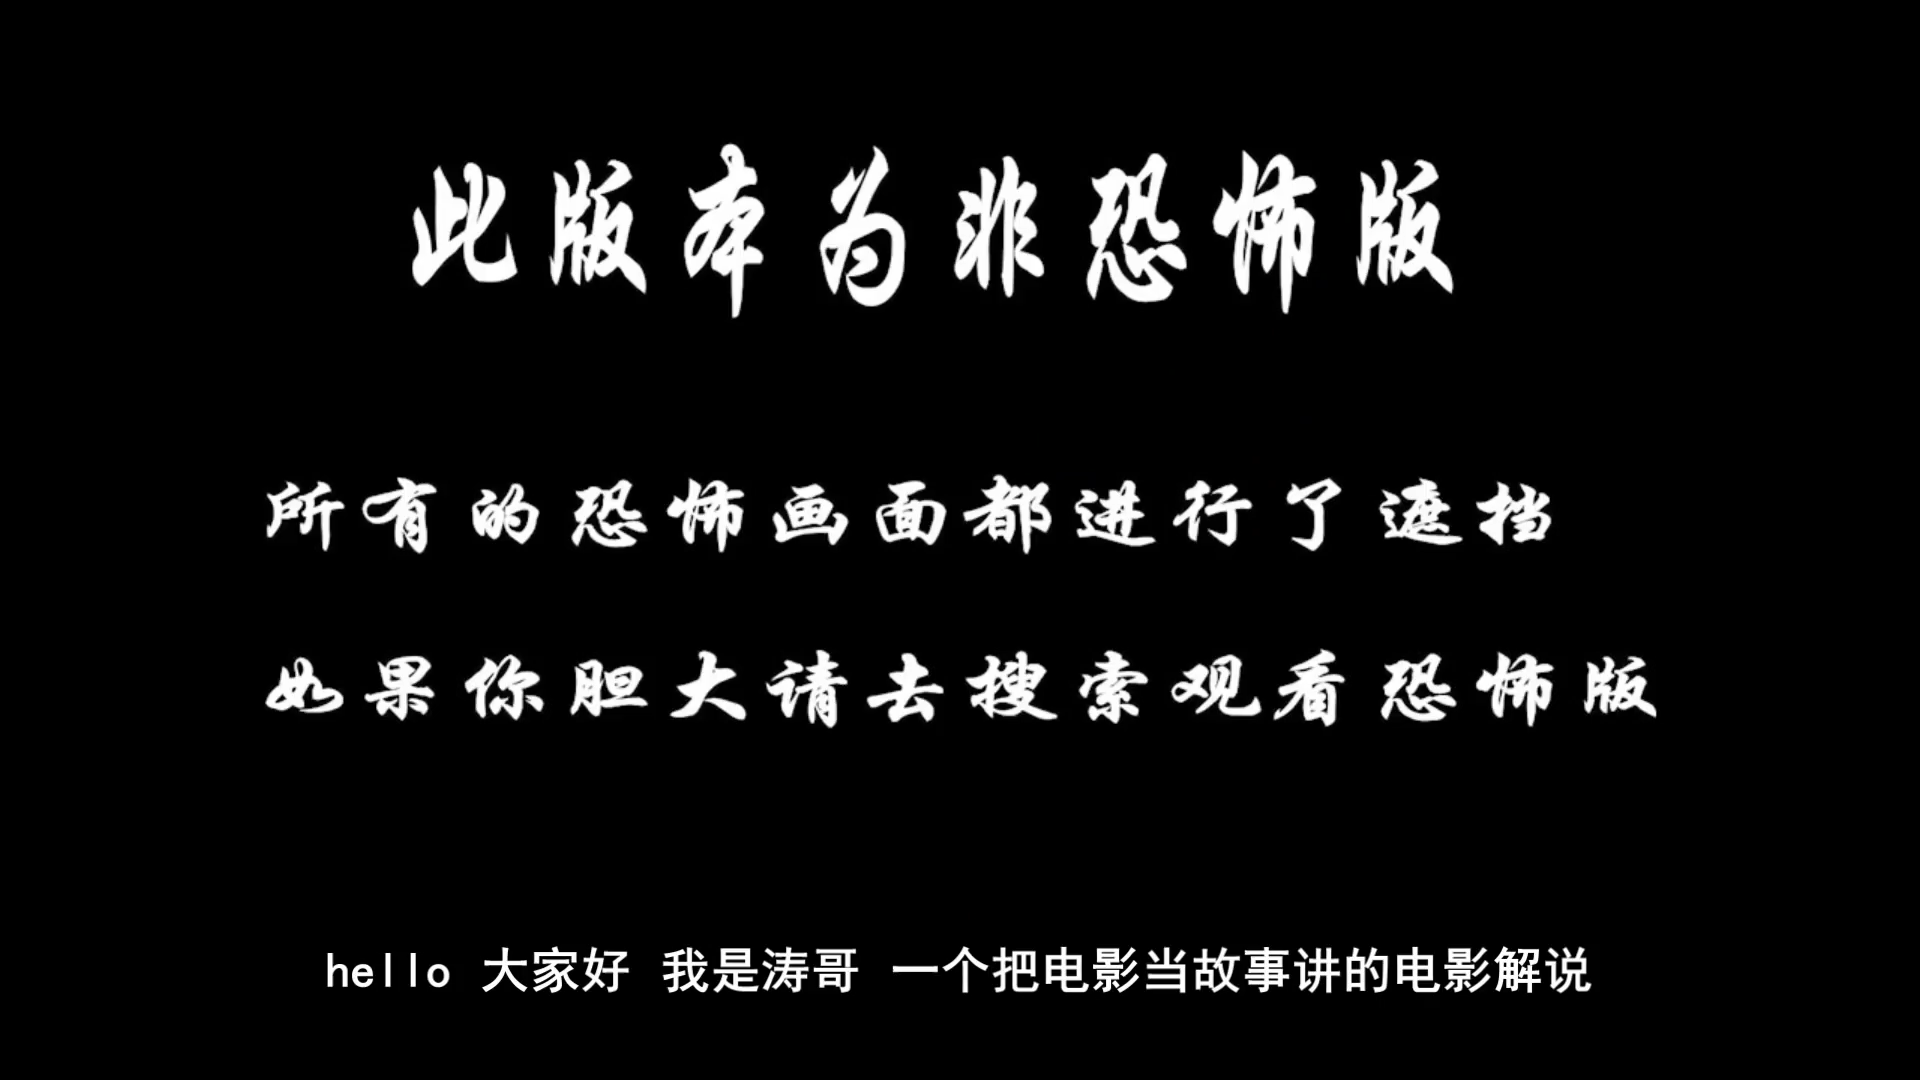 此版本为非恐怖版
所有的恐怖画面都进行了遮挡
如果你胆大请去搜索观看恐怖版
hello 大家好 我是涛哥 一个把电影当故事讲的电影解说